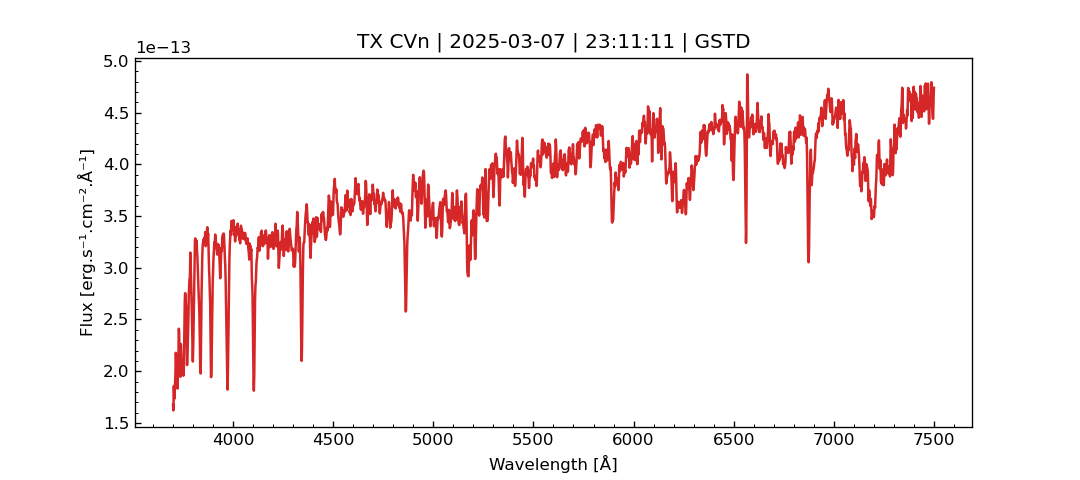 TX CVn | 2025-03-07 | 23:11:11 | GSTD
1e−13
5.0
4.5
4.0
3.5
3.0
2.5
2.0
1.5
Flux [erg.s⁻¹.cm⁻².Å⁻¹]
4000 4500 5000 5500 6000 6500 7000 7500
Wavelength [Å]